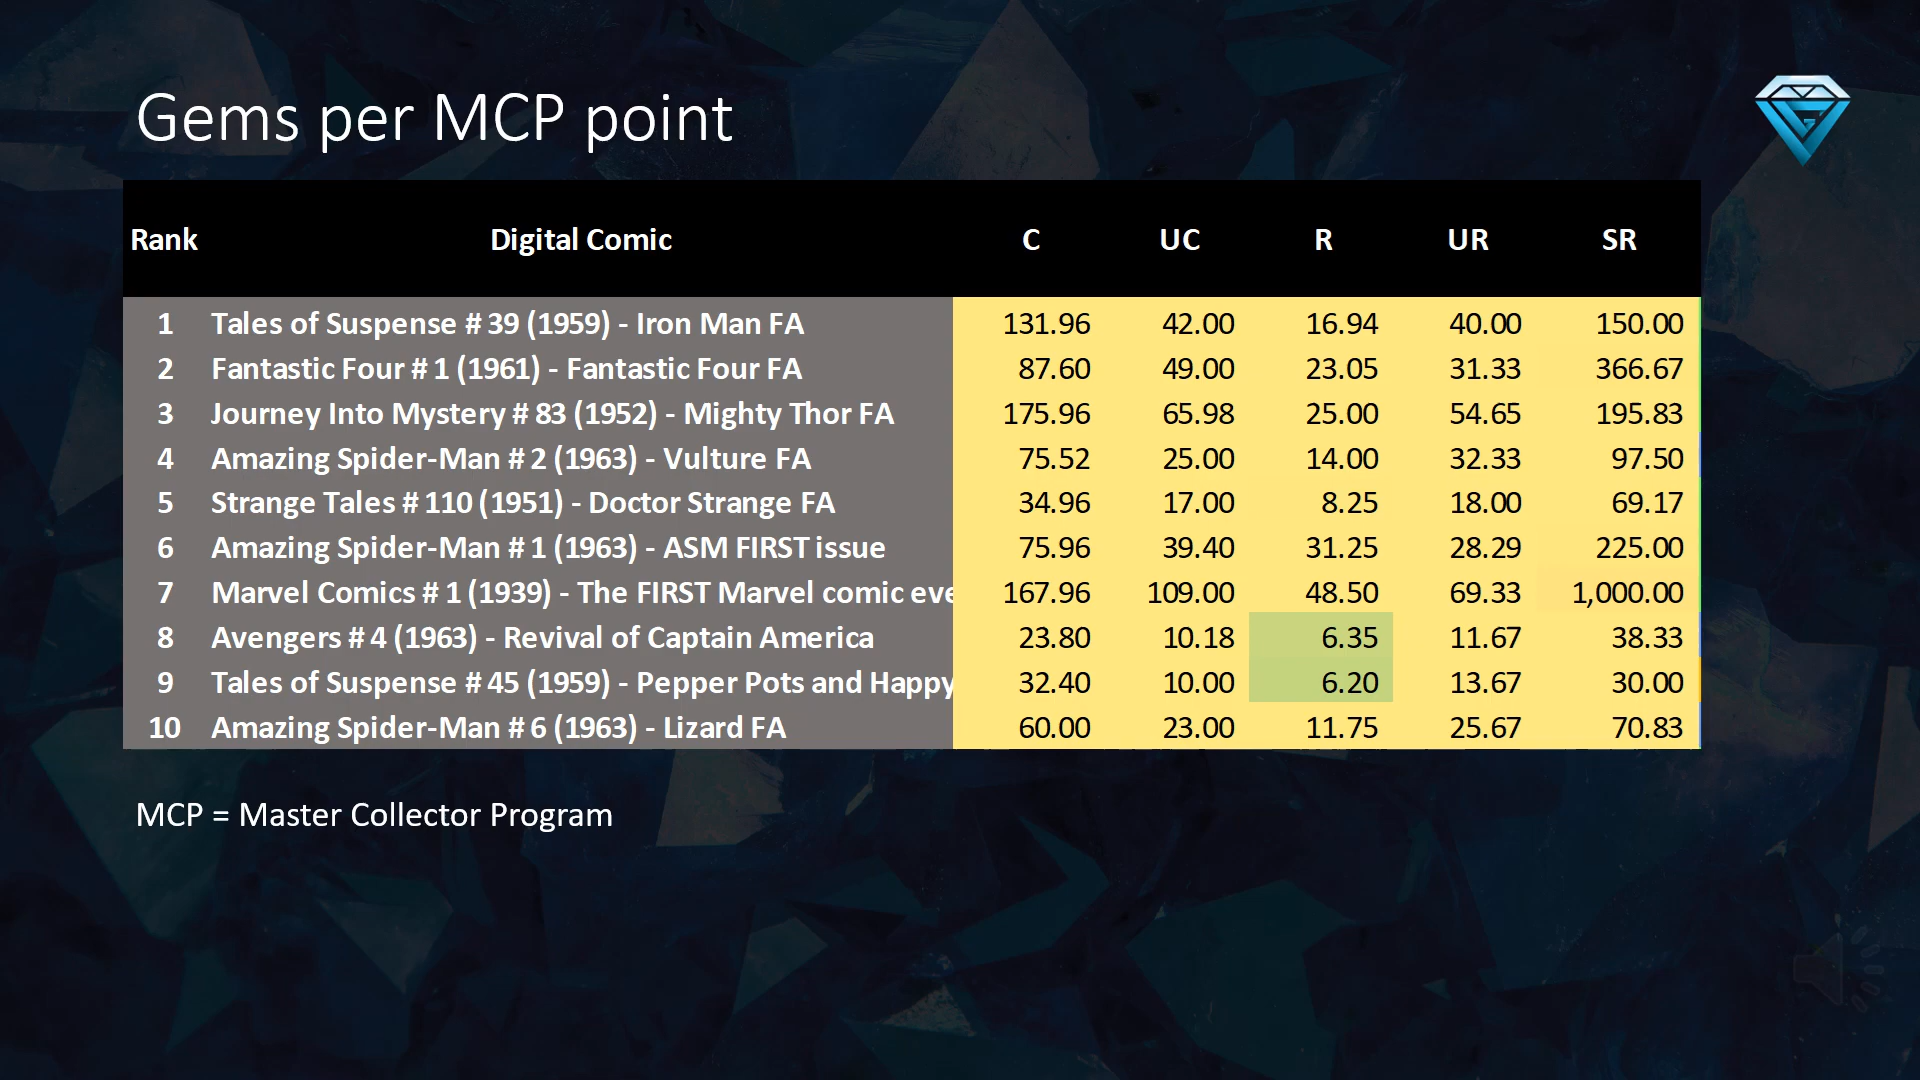 Gems per MCP point
Rank Digital Comic C UC R UR SR
1 Tales of Suspense # 39 (1959) - Iron Man FA 131.96 42.00 16.94 40.00 150.00
2 Fantastic Four # 1 (1961) - Fantastic Four FA 87.60 49.00 23.05 31.33 366.67
3 Journey Into Mystery # 83 (1952) - Mighty Thor FA 175.96 65.98 25.00 54.65 195.83
4 Amazing Spider-Man # 2 (1963) - Vulture FA 75.52 25.00 14.00 32.33 97.50
5 Strange Tales # 110 (1951) - Doctor Strange FA 34.96 17.00 8.25 18.00 69.17
6 Amazing Spider-Man # 1 (1963) - ASM FIRST issue 75.96 39.40 31.25 28.29 225.00
7 Marvel Comics # 1 (1939) - The FIRST Marvel comic eve 167.96 109.00 48.50 69.33 1,000.00
8 Avengers # 4 (1963) - Revival of Captain America 23.80 10.18 6.35 11.67 38.33
9 Tales of Suspense # 45 (1959) - Pepper Pots and Happy 32.40 10.00 6.20 13.67 30.00
10 Amazing Spider-Man # 6 (1963) - Lizard FA 60.00 23.00 11.75 25.67 70.83
MCP = Master Collector Program